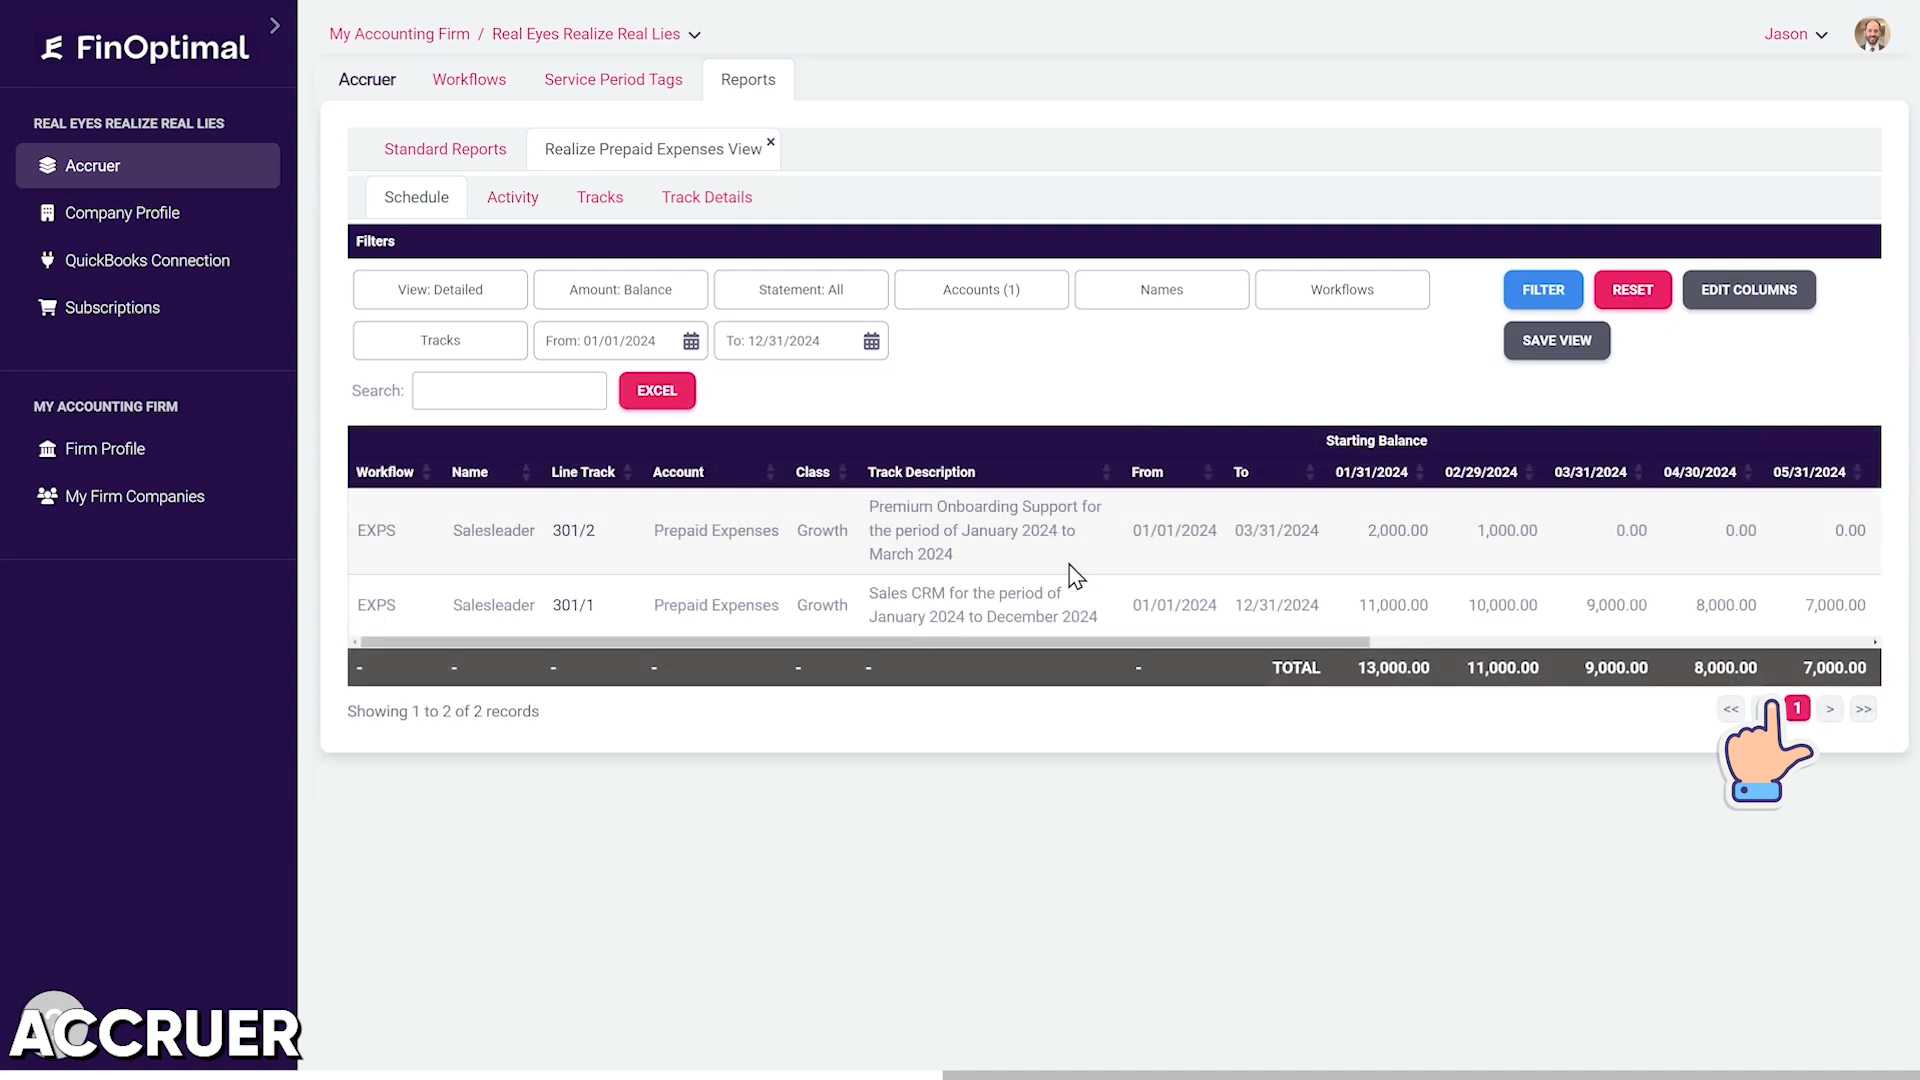 FinOptimal
My Accounting Firm / Real Eyes Realize Real Lies
Jason
Accruer Workflows Service Period Tags Reports
REAL EYES REALIZE REAL LIES
Accruer
Company Profile
QuickBooks Connection
Subscriptions
MY ACCOUNTING FIRM
Firm Profile
My Firm Companies
Standard Reports Realize Prepaid Expenses View ×
Schedule Activity Tracks Track Details
Filters
View: Detailed Amount: Balance Statement: All Accounts (1) Names Workflows FILTER RESET EDIT COLUMNS
Tracks From: 01/01/2024 To: 12/31/2024 SAVE VIEW
Search: EXCEL
Starting Balance
Workflow Name Line Track Account Class Track Description From To 01/31/2024 02/29/2024 03/31/2024 04/30/2024 05/31/2024
Premium Onboarding Support for
EXPS Salesleader 301/2 Prepaid Expenses Growth the period of January 2024 to 01/01/2024 03/31/2024 2,000.00 1,000.00 0.00 0.00 0.00
March 2024
Sales CRM for the period of
EXPS Salesleader 301/1 Prepaid Expenses Growth January 2024 to December 2024 01/01/2024 12/31/2024 11,000.00 10,000.00 9,000.00 8,000.00 7,000.00
- - - - - - - TOTAL 13,000.00 11,000.00 9,000.00 8,000.00 7,000.00
Showing 1 to 2 of 2 records
<< 1 > >>
ACCRUER